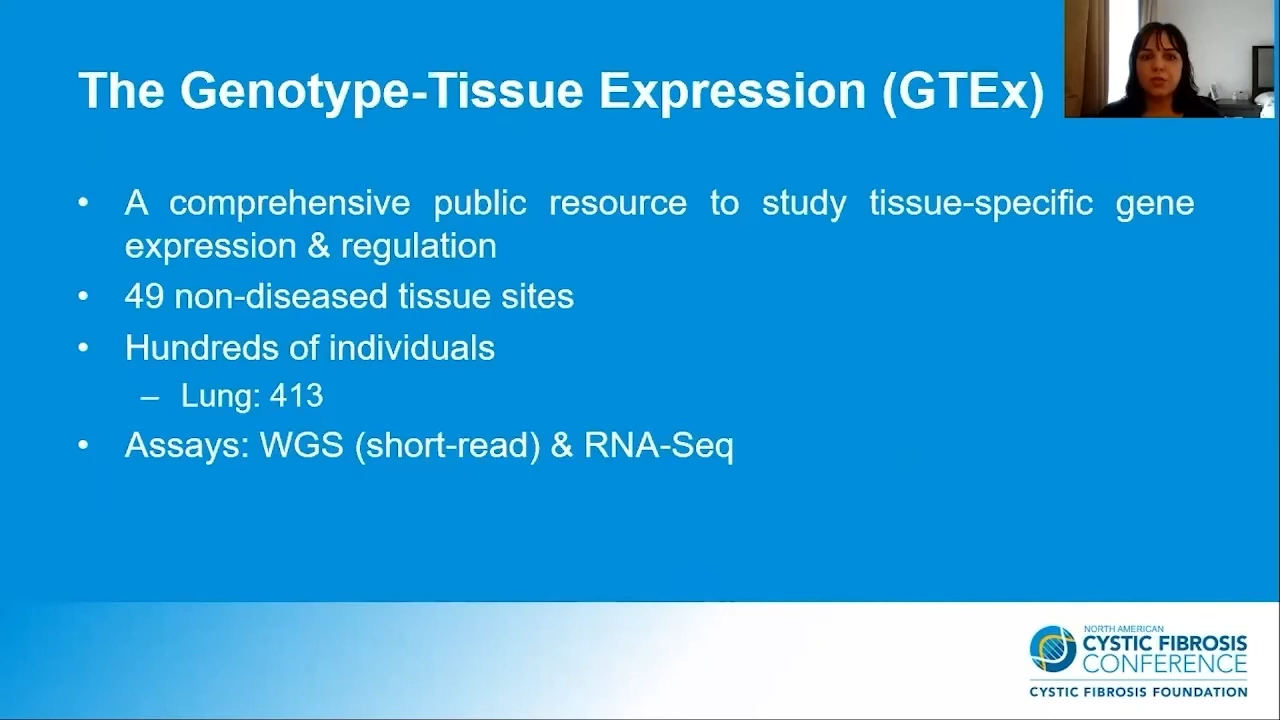 The Genotype-Tissue Expression (GTEx)
• A comprehensive public resource to study tissue-specific gene
expression & regulation
• 49 non-diseased tissue sites
• Hundreds of individuals
– Lung: 413
• Assays: WGS (short-read) & RNA-Seq
NORTH AMERICAN
CYSTIC FIBROSIS
CONFERENCE
CYSTIC FIBROSIS FOUNDATION